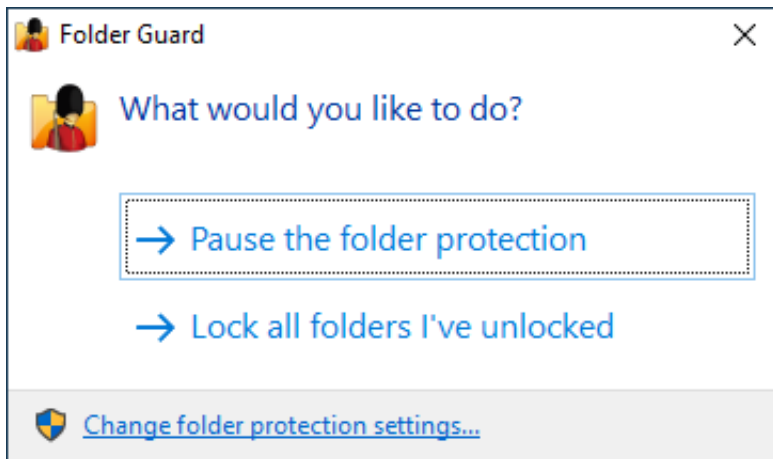 Folder Guard
What would you like to do?
Pause the folder protection
Lock all folders I've unlocked
Change folder protection settings...